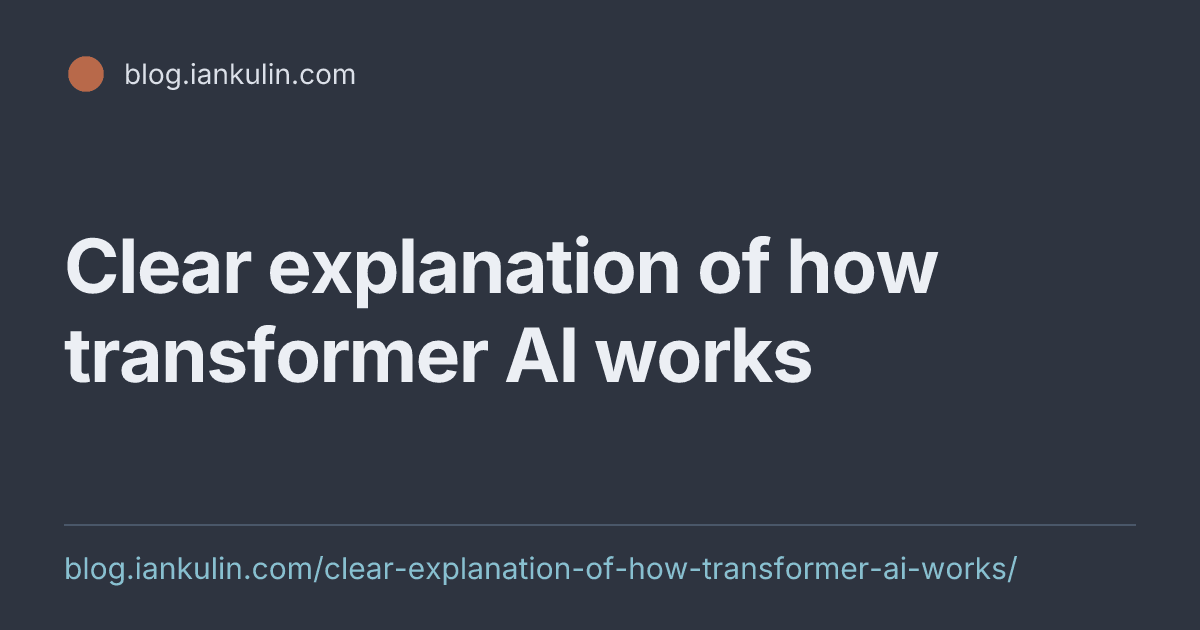 blog.iankulin.com
Clear explanation of how
transformer AI works
blog.iankulin.com/clear-explanation-of-how-transformer-ai-works/